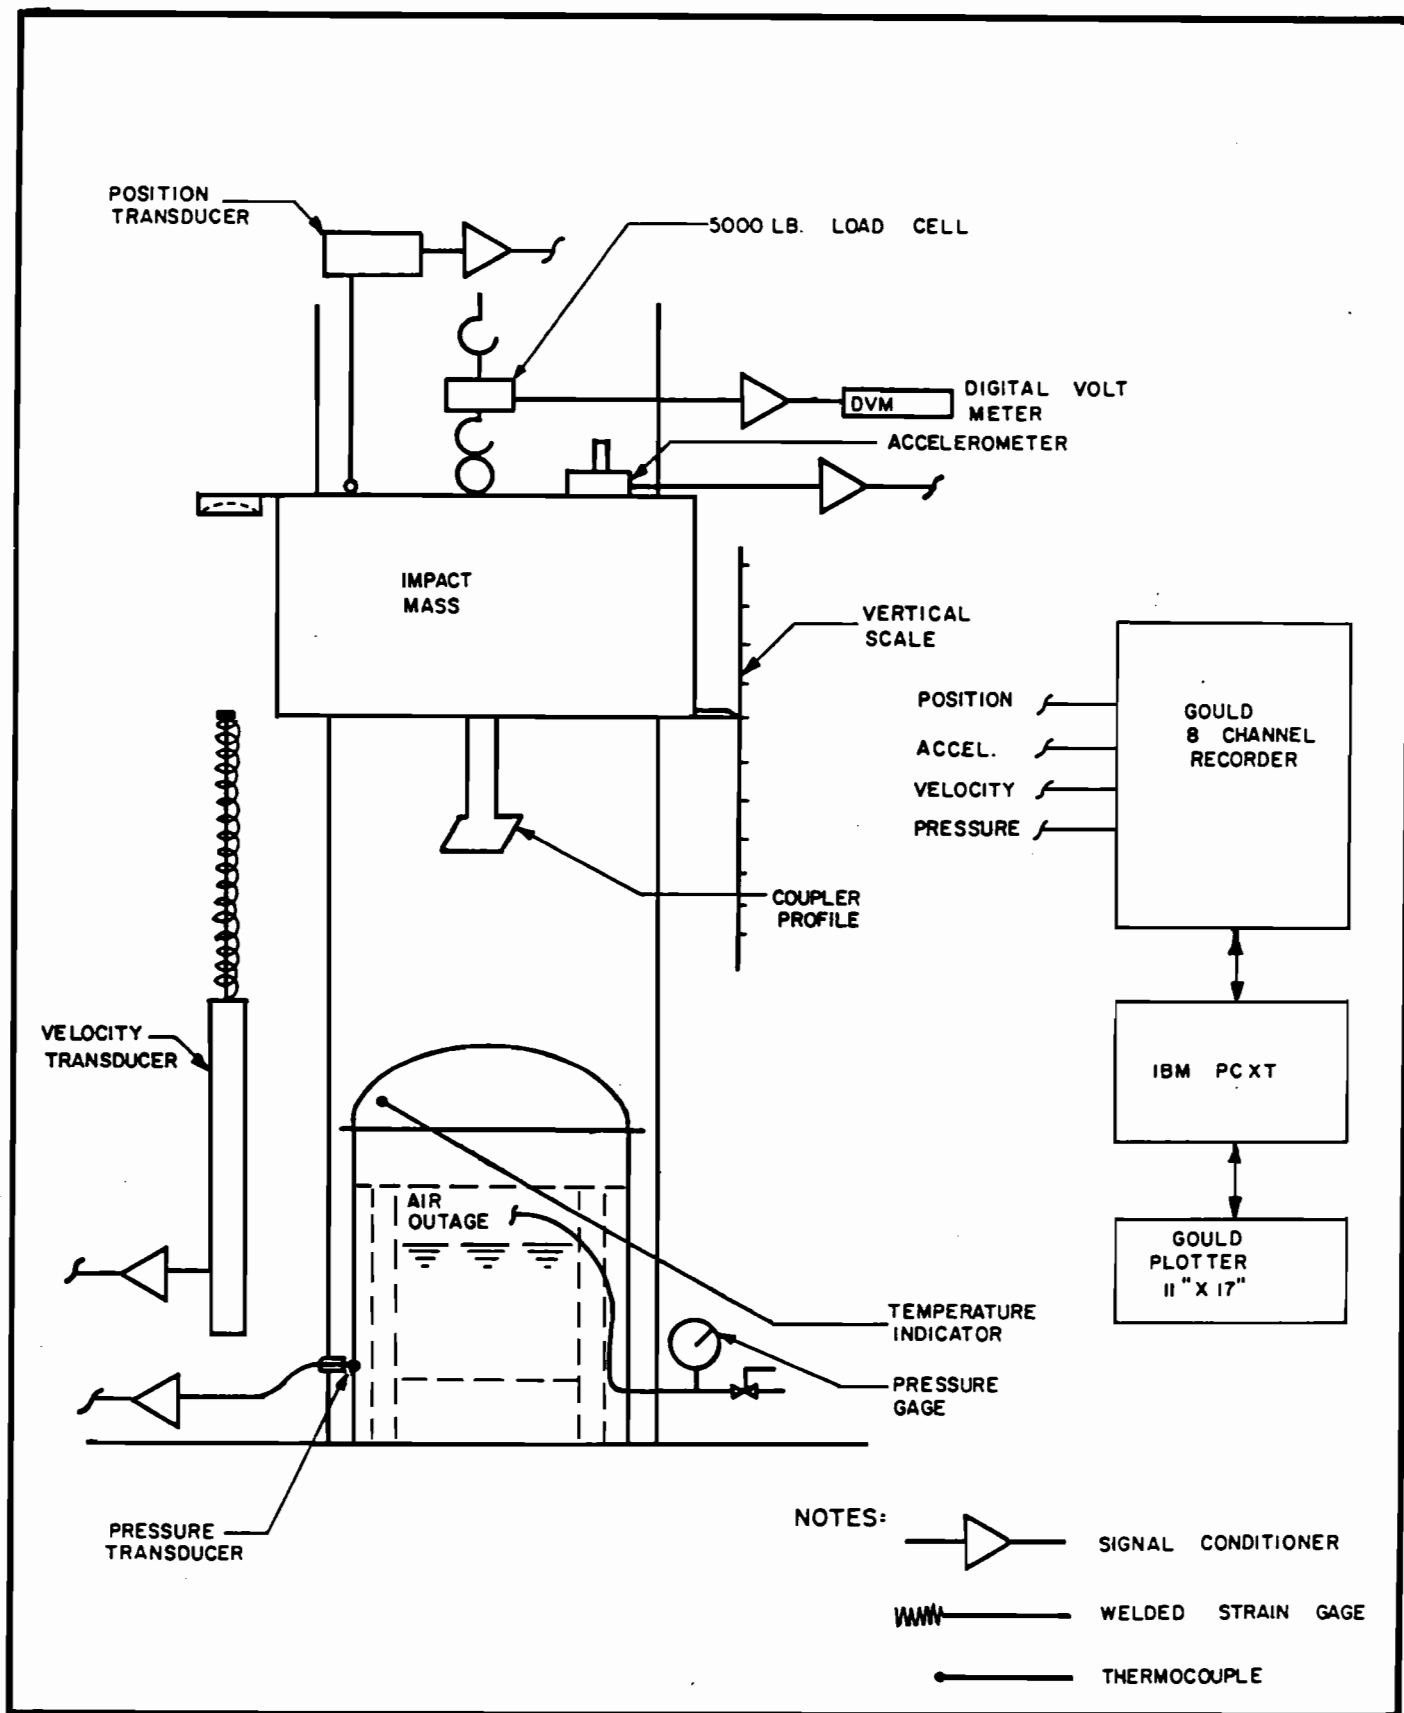 POSITION
TRANSDUCER
5000 LB. LOAD CELL
DVM
DIGITAL VOLT
METER
ACCELEROMETER
IMPACT
MASS
VERTICAL
SCALE
POSITION
ACCEL.
VELOCITY
PRESSURE
GOULD
8 CHANNEL
RECORDER
COUPLER
PROFILE
VELOCITY
TRANSDUCER
IBM PC XT
AIR
OUTAGE
GOULD
PLOTTER
11" X 17"
TEMPERATURE
INDICATOR
PRESSURE
GAGE
PRESSURE
TRANSDUCER
NOTES:
SIGNAL CONDITIONER
WELDED STRAIN GAGE
THERMOCOUPLE